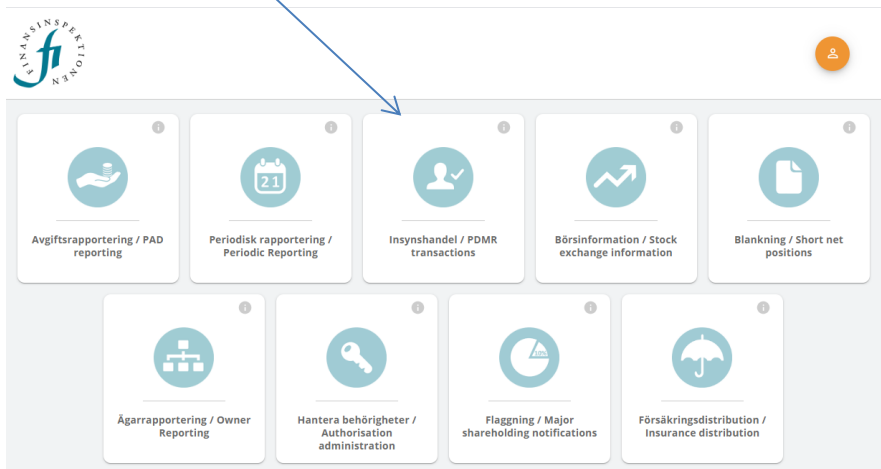 FINANSINSPEKTIONEN
fi
21
Avgiftsrapportering / PAD
reporting
Periodisk rapportering /
Periodic Reporting
Insynshandel / PDMR
transactions
Börsinformation / Stock
exchange information
Blankning / Short net
positions
10%
Ägarrapportering / Owner
Reporting
Hantera behörigheter /
Authorisation
administration
Flaggning / Major
shareholding notifications
Försäkringsdistribution /
Insurance distribution